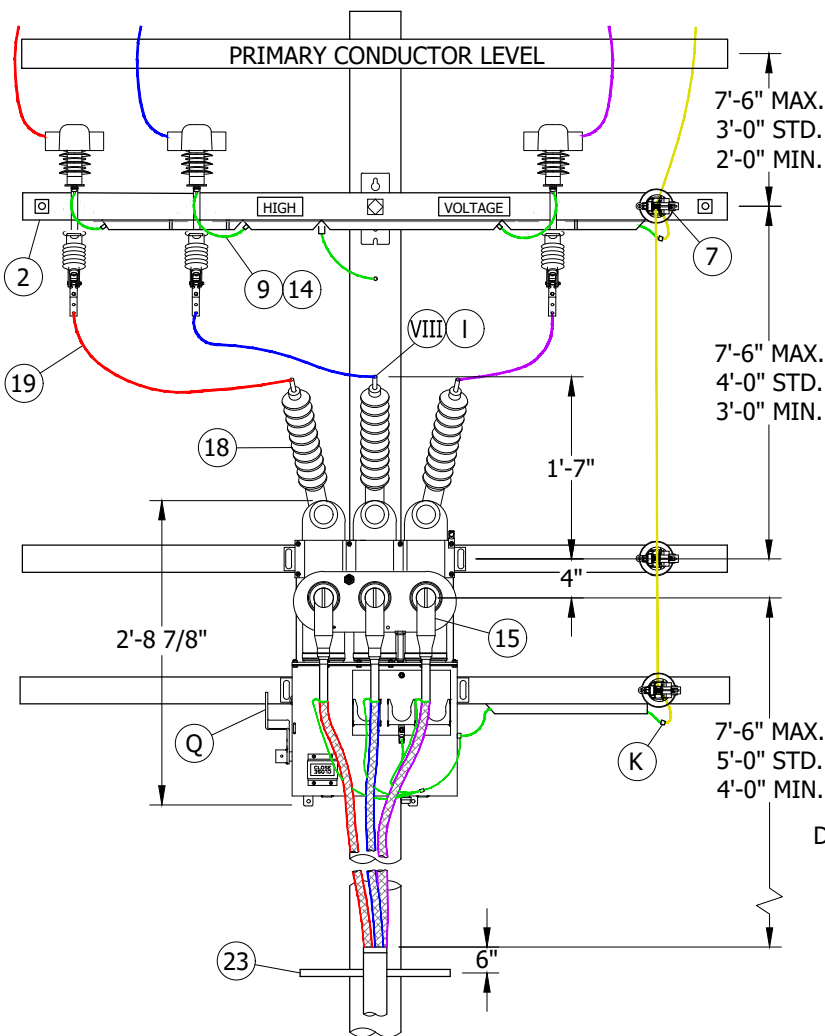 PRIMARY CONDUCTOR LEVEL
7'-6" MAX.
3'-0" STD.
2'-0" MIN.
HIGH
VOLTAGE
2
9
14
7
VIII
I
19
7'-6" MAX.
4'-0" STD.
3'-0" MIN.
18
1'-7"
4"
2'-8 7/8"
15
Q
K
7'-6" MAX.
5'-0" STD.
4'-0" MIN.
D
23
6"